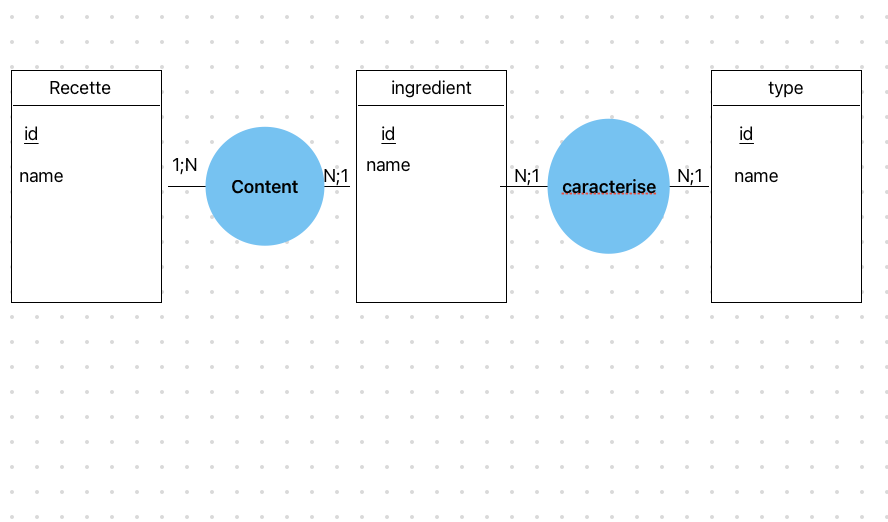 Recette
id
name
1;N
Content
N;1
ingredient
id
name
N;1
caracterise
N;1
type
id
name